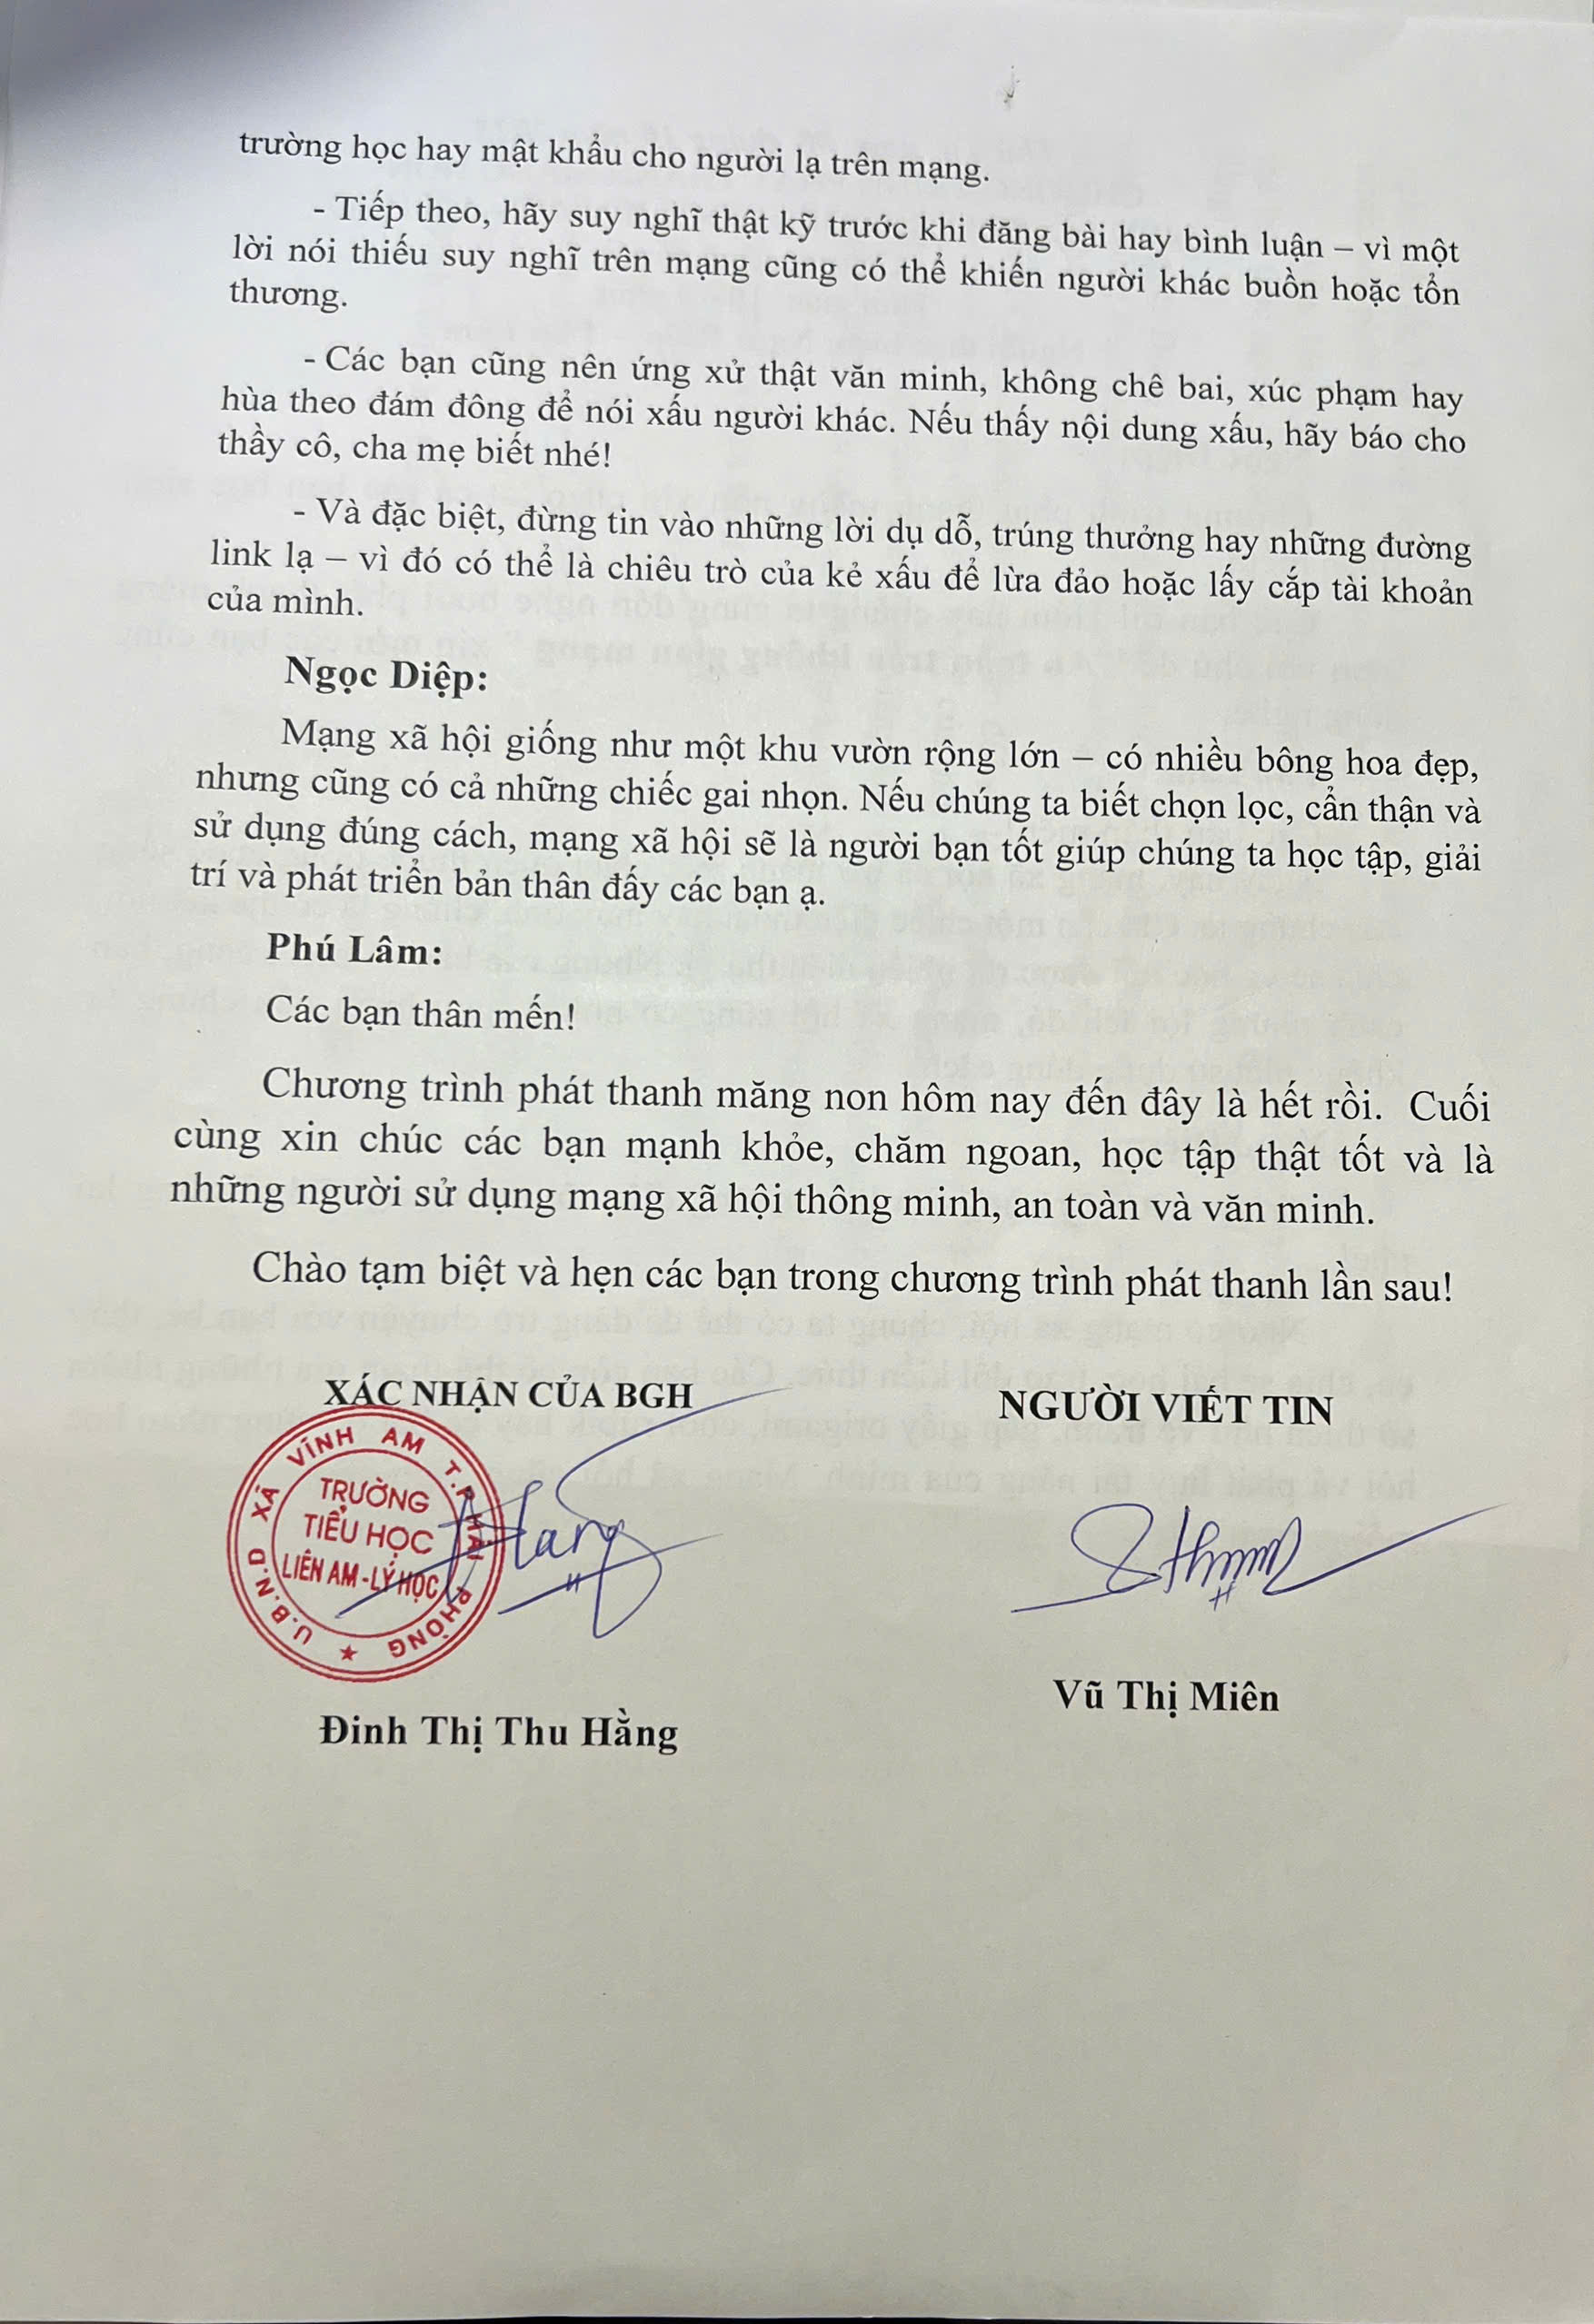 trường học hay mật khẩu cho người lạ trên mạng.
- Tiếp theo, hãy suy nghĩ thật kỹ trước khi đăng bài hay bình luận – vì một
lời nói thiếu suy nghĩ trên mạng cũng có thể khiến người khác buồn hoặc tổn
thương.
- Các bạn cũng nên ứng xử thật văn minh, không chê bai, xúc phạm hay
hùa theo đám đông để nói xấu người khác. Nếu thấy nội dung xấu, hãy báo cho
thầy cô, cha mẹ biết nhé!
- Và đặc biệt, đừng tin vào những lời dụ dỗ, trúng thưởng hay những đường
link lạ – vì đó có thể là chiêu trò của kẻ xấu để lừa đảo hoặc lấy cắp tài khoản
của mình.
Ngọc Diệp:
Mạng xã hội giống như một khu vườn rộng lớn – có nhiều bông hoa đẹp,
nhưng cũng có cả những chiếc gai nhọn. Nếu chúng ta biết chọn lọc, cẩn thận và
sử dụng đúng cách, mạng xã hội sẽ là người bạn tốt giúp chúng ta học tập, giải
trí và phát triển bản thân đấy các bạn ạ.
Phú Lâm:
Các bạn thân mến!
Chương trình phát thanh măng non hôm nay đến đây là hết rồi. Cuối
cùng xin chúc các bạn mạnh khỏe, chăm ngoan, học tập thật tốt và là
những người sử dụng mạng xã hội thông minh, an toàn và văn minh.
Chào tạm biệt và hẹn các bạn trong chương trình phát thanh lần sau!
XÁC NHẬN CỦA BGH
NGƯỜI VIẾT TIN
U.B.N.D XÃ VĨNH AM T.P HẢI PHÒNG
TRƯỜNG
TIỂU HỌC
LIÊN AM-LÝ HỌC
Hang
Vũ Thị Miên
Đinh Thị Thu Hằng